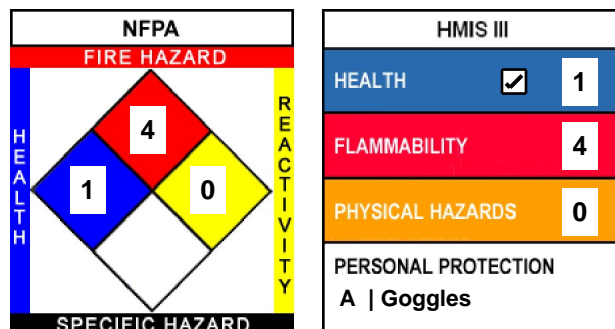 NFPA
FIRE HAZARD
HEALTH
4
1
0
REACTIVITY
SPECIFIC HAZARD
HMIS III
HEALTH 1
FLAMMABILITY 4
PHYSICAL HAZARDS 0
PERSONAL PROTECTION
A | Goggles